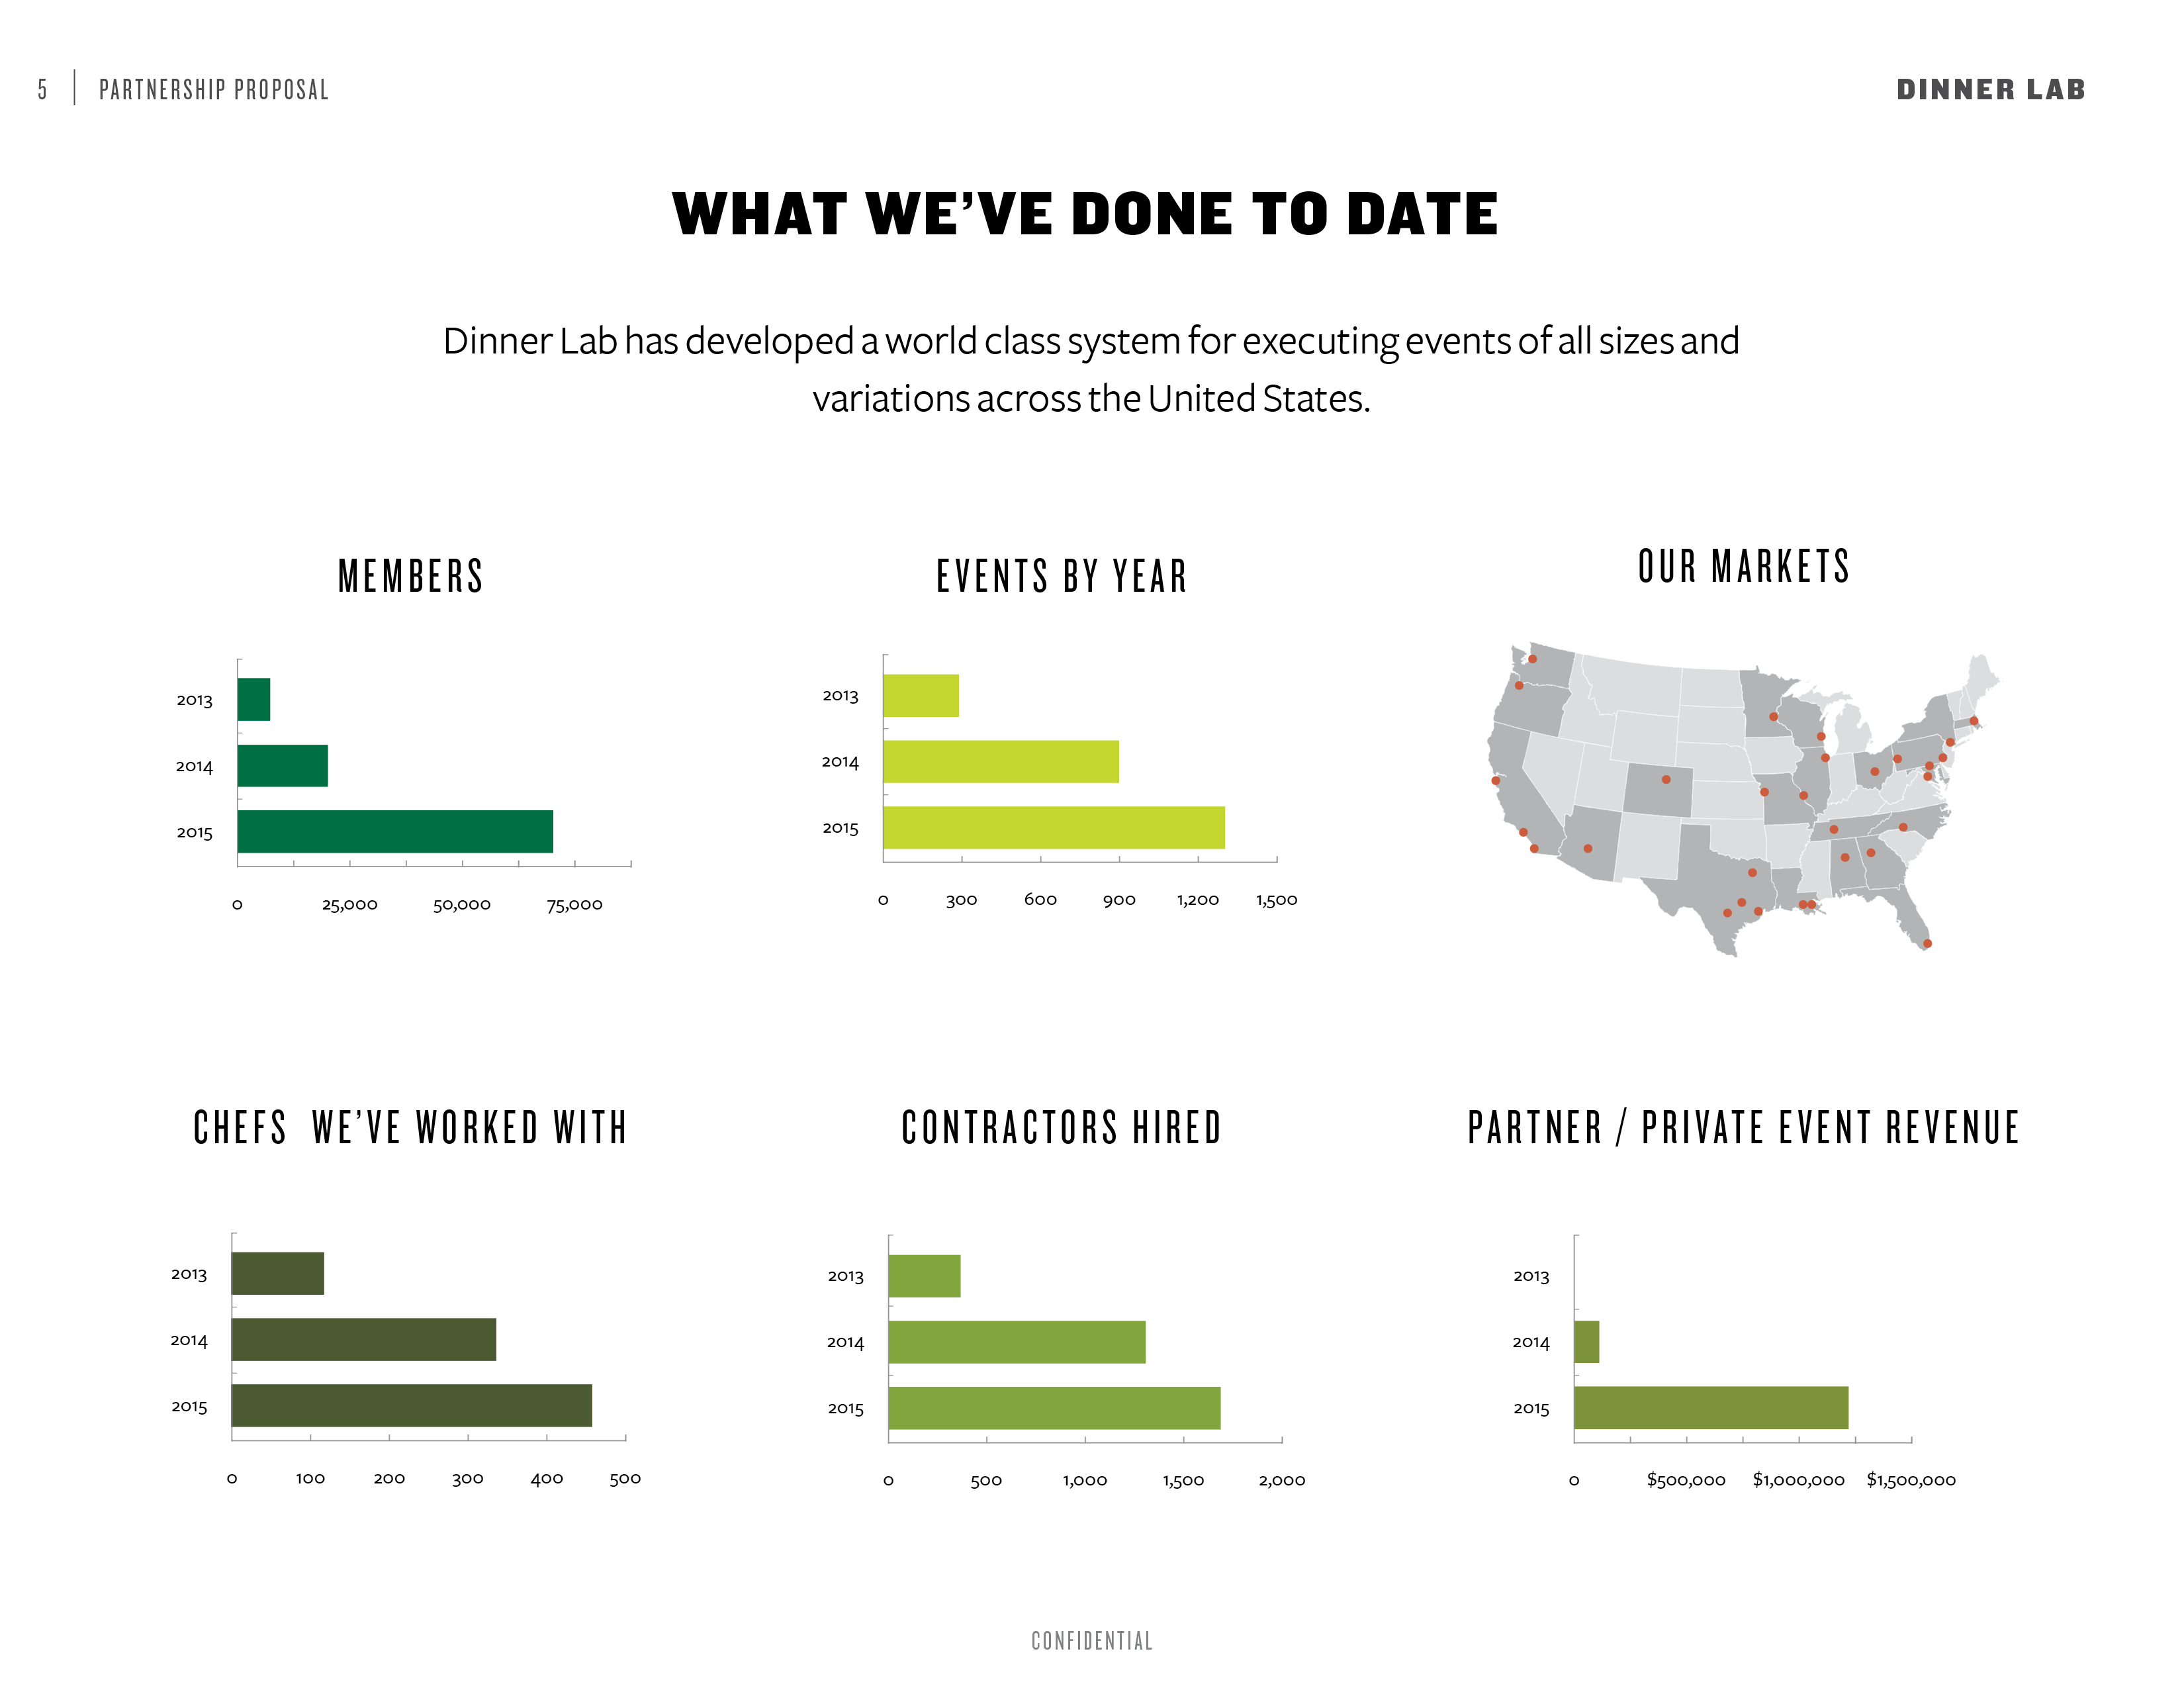 5
PARTNERSHIP PROPOSAL
DINNER LAB
WHAT WE’VE DONE TO DATE
Dinner Lab has developed a world class system for executing events of all sizes and
variations across the United States.
MEMBERS
2013
2014
2015
0 25,000 50,000 75,000
EVENTS BY YEAR
2013
2014
2015
0 300 600 900 1,200 1,500
OUR MARKETS
CHEFS WE’VE WORKED WITH
2013
2014
2015
0 100 200 300 400 500
CONTRACTORS HIRED
2013
2014
2015
0 500 1,000 1,500 2,000
PARTNER / PRIVATE EVENT REVENUE
2013
2014
2015
0 $500,000 $1,000,000 $1,500,000
CONFIDENTIAL